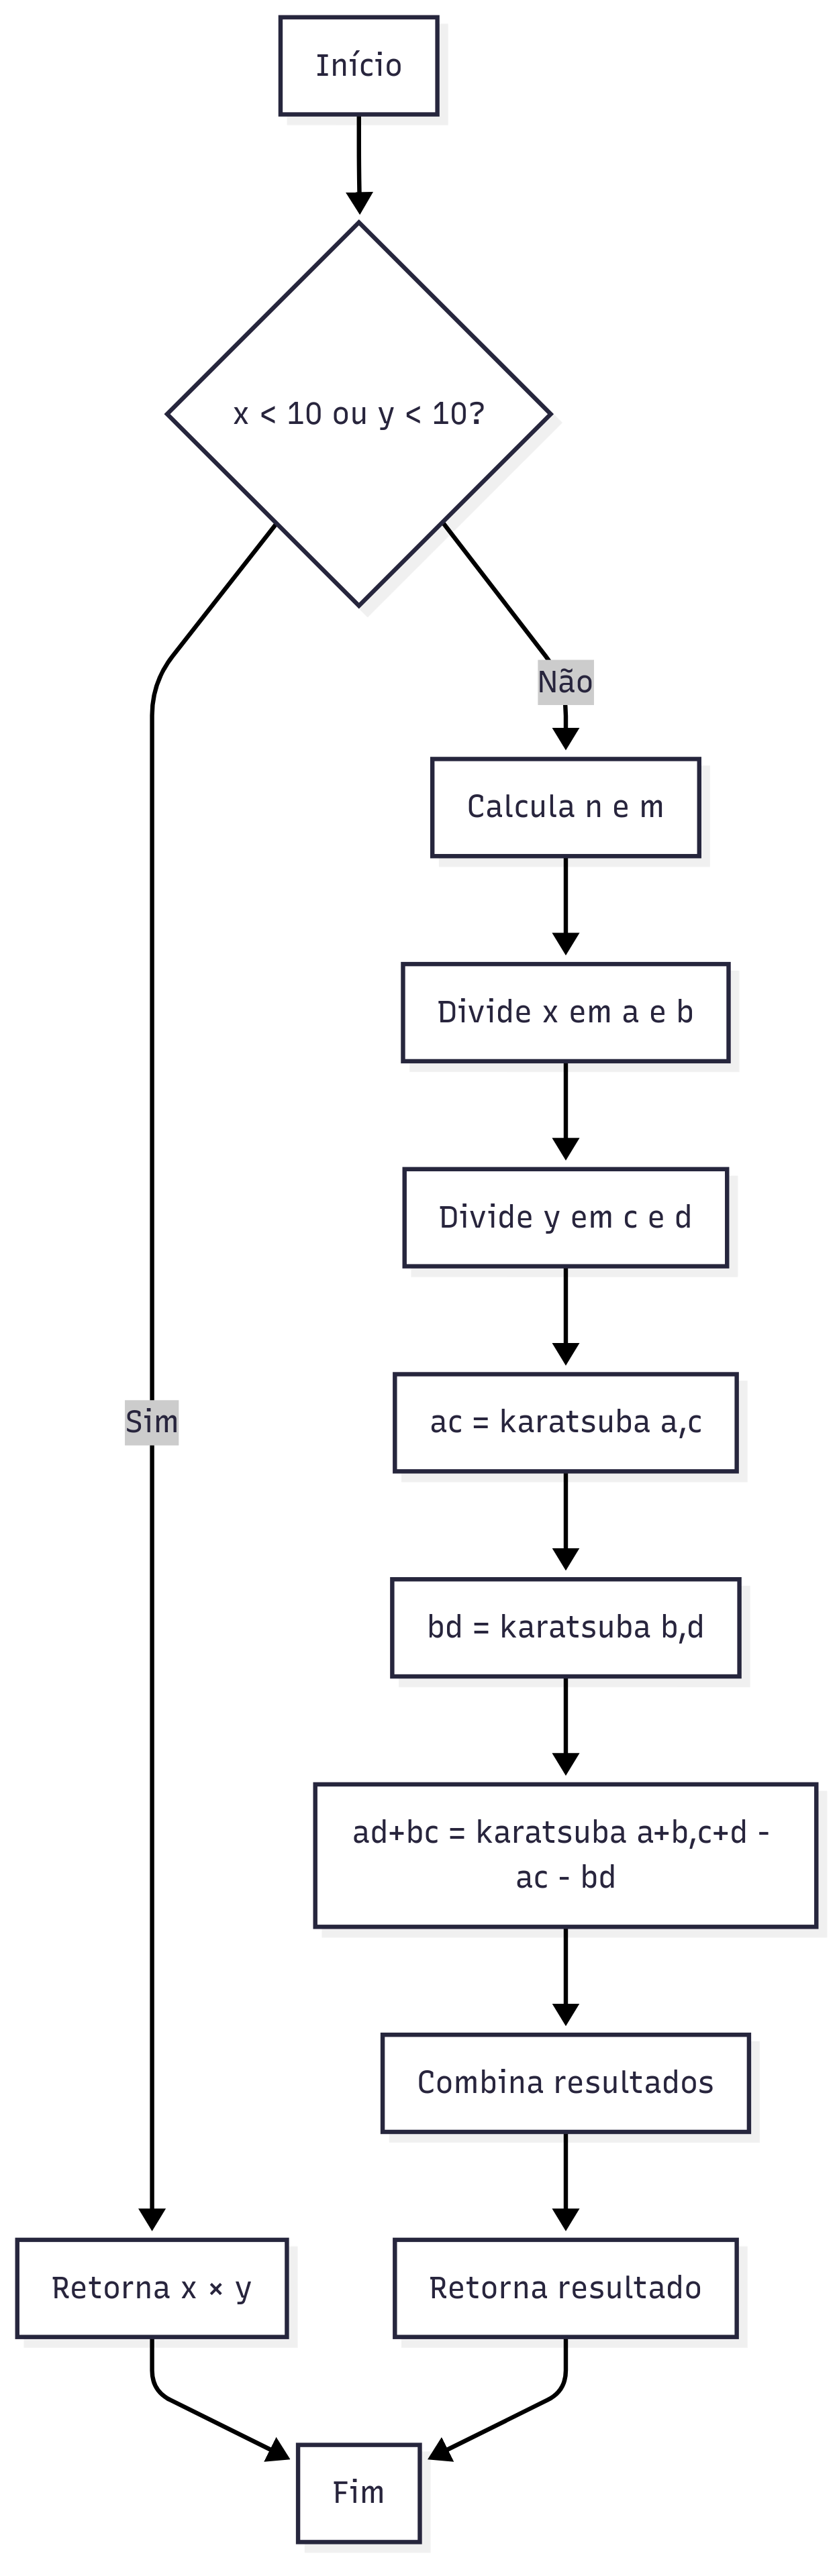 Início
x < 10 ou y < 10?
Não
Calcula n e m
Divide x em a e b
Divide y em c e d
Sim
ac = karatsuba a,c
bd = karatsuba b,d
ad+bc = karatsuba a+b,c+d -
ac - bd
Combina resultados
Retorna x × y
Retorna resultado
Fim